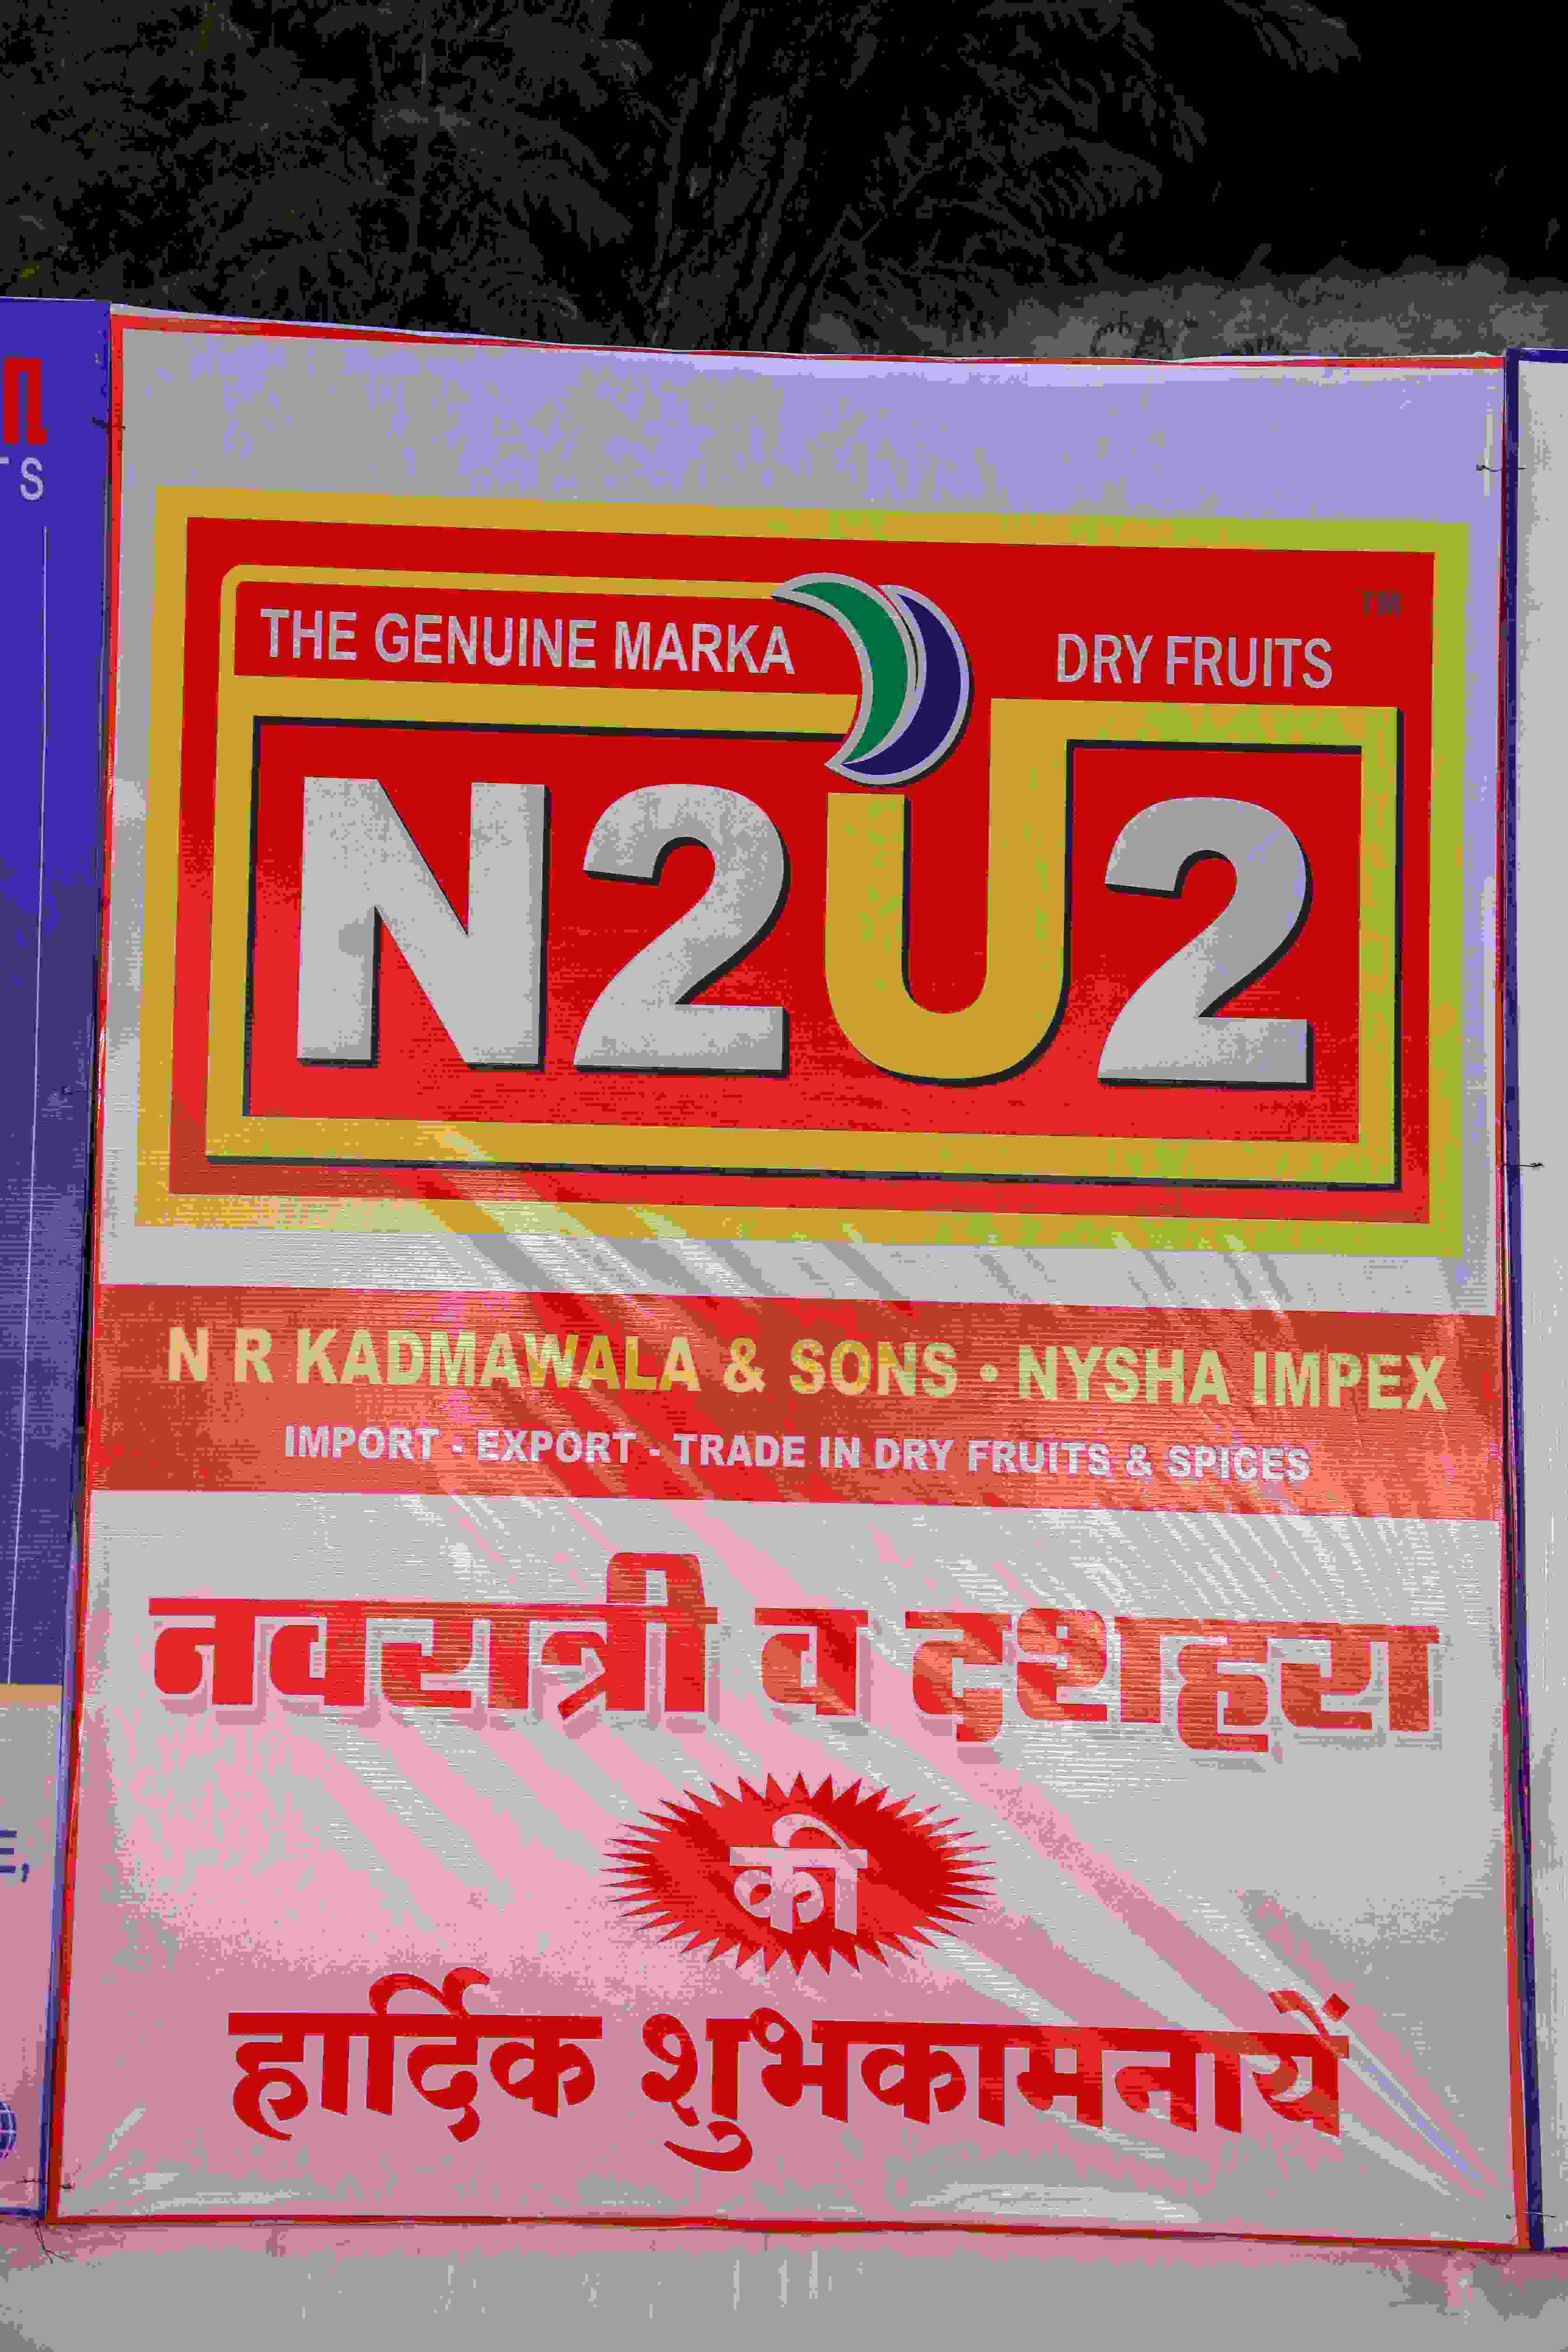 THE GENUINE MARKA
DRY FRUITS
TM
N2U2
N R KADMAWALA & SONS • NYSHA IMPEX
IMPORT - EXPORT - TRADE IN DRY FRUITS & SPICES
नवरात्री व दशहरा
की
हार्दिक शुभकामनायें